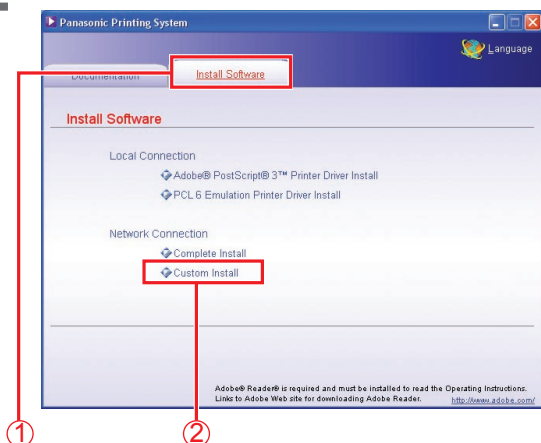 Panasonic Printing System
Language
Documentation
Install Software
Install Software
Local Connection
Adobe® PostScript® 3™ Printer Driver Install
PCL 6 Emulation Printer Driver Install
Network Connection
Complete Install
Custom Install
Adobe® Reader® is required and must be installed to read the Operating Instructions.
Links to Adobe Web site for downloading Adobe Reader. http://www.adobe.com/
1 2